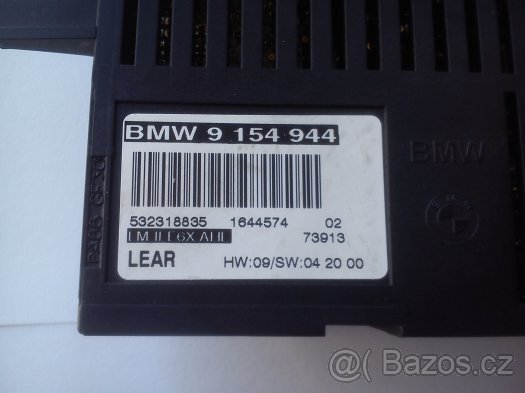 BMW 9 154 944
532318835 1644574 02
LM II E6X AHL 73913
LEAR HW:09/SW:04 20 00
BMW
Bazos.cz